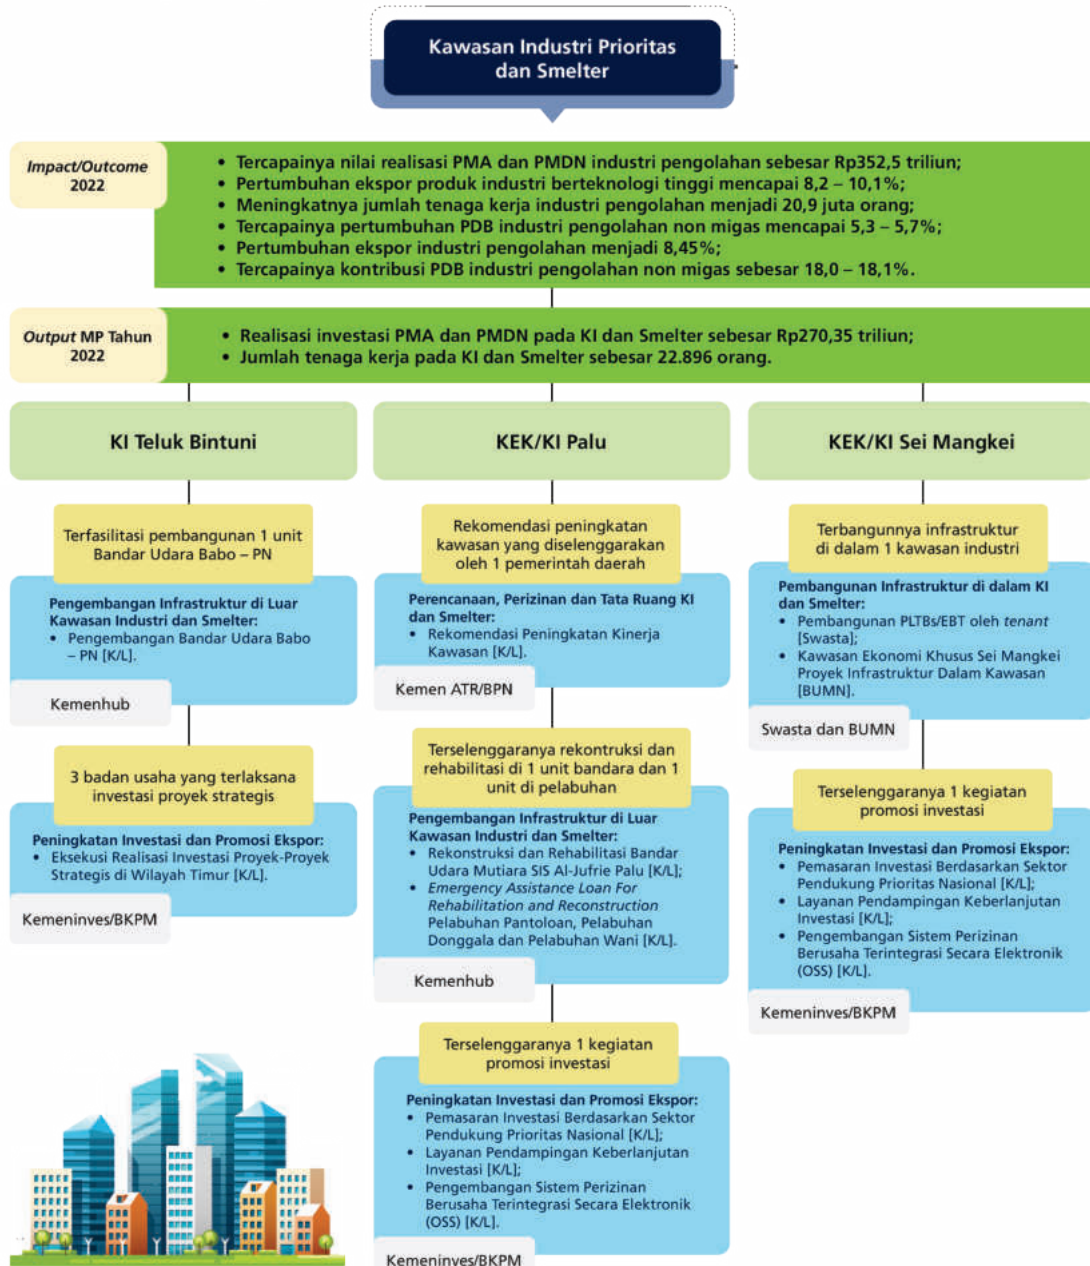 Kawasan Industri Prioritas
dan Smelter
Impact/Outcome
2022
• Tercapainya nilai realisasi PMA dan PMDN industri pengolahan sebesar Rp352,5 triliun;
• Pertumbuhan ekspor produk industri berteknologi tinggi mencapai 8,2 – 10,1%;
• Meningkatnya jumlah tenaga kerja industri pengolahan menjadi 20,9 juta orang;
• Tercapainya pertumbuhan PDB industri pengolahan non migas mencapai 5,3 – 5,7%;
• Pertumbuhan ekspor industri pengolahan menjadi 8,45%;
• Tercapainya kontribusi PDB industri pengolahan non migas sebesar 18,0 – 18,1%.
Output MP Tahun
2022
• Realisasi investasi PMA dan PMDN pada KI dan Smelter sebesar Rp270,35 triliun;
• Jumlah tenaga kerja pada KI dan Smelter sebesar 22.896 orang.
KI Teluk Bintuni
Terfasilitasi pembangunan 1 unit
Bandar Udara Babo – PN
Pengembangan Infrastruktur di Luar
Kawasan Industri dan Smelter:
• Pengembangan Bandar Udara Babo
– PN [K/L].
Kemenhub
3 badan usaha yang terlaksana
investasi proyek strategis
Peningkatan Investasi dan Promosi Ekspor:
• Eksekusi Realisasi Investasi Proyek-Proyek
Strategis di Wilayah Timur [K/L].
Kemeninves/BKPM
KEK/KI Palu
Rekomendasi peningkatan
kawasan yang diselenggarakan
oleh 1 pemerintah daerah
Perencanaan, Perizinan dan Tata Ruang KI
dan Smelter:
• Rekomendasi Peningkatan Kinerja
Kawasan [K/L].
Kemen ATR/BPN
Terselenggaranya rekontruksi dan
rehabilitasi di 1 unit bandara dan 1
unit di pelabuhan
Pengembangan Infrastruktur di Luar
Kawasan Industri dan Smelter:
• Rekonstruksi dan Rehabilitasi Bandar
Udara Mutiara SIS Al-Jufrie Palu [K/L];
• Emergency Assistance Loan For
Rehabilitation and Reconstruction
Pelabuhan Pantoloan, Pelabuhan
Donggala dan Pelabuhan Wani [K/L].
Kemenhub
Terselenggaranya 1 kegiatan
promosi investasi
Peningkatan Investasi dan Promosi Ekspor:
• Pemasaran Investasi Berdasarkan Sektor
Pendukung Prioritas Nasional [K/L];
• Layanan Pendampingan Keberlanjutan
Investasi [K/L];
• Pengembangan Sistem Perizinan
Berusaha Terintegrasi Secara Elektronik
(OSS) [K/L].
Kemeninves/BKPM
KEK/KI Sei Mangkei
Terbangunnya infrastruktur
di dalam 1 kawasan industri
Pembangunan Infrastruktur di dalam KI
dan Smelter:
• Pembangunan PLTBs/EBT oleh tenant
[Swasta];
• Kawasan Ekonomi Khusus Sei Mangkei
Proyek Infrastruktur Dalam Kawasan
[BUMN].
Swasta dan BUMN
Terselenggaranya 1 kegiatan
promosi investasi
Peningkatan Investasi dan Promosi Ekspor:
• Pemasaran Investasi Berdasarkan Sektor
Pendukung Prioritas Nasional [K/L];
• Layanan Pendampingan Keberlanjutan
Investasi [K/L];
• Pengembangan Sistem Perizinan
Berusaha Terintegrasi Secara Elektronik
(OSS) [K/L].
Kemeninves/BKPM